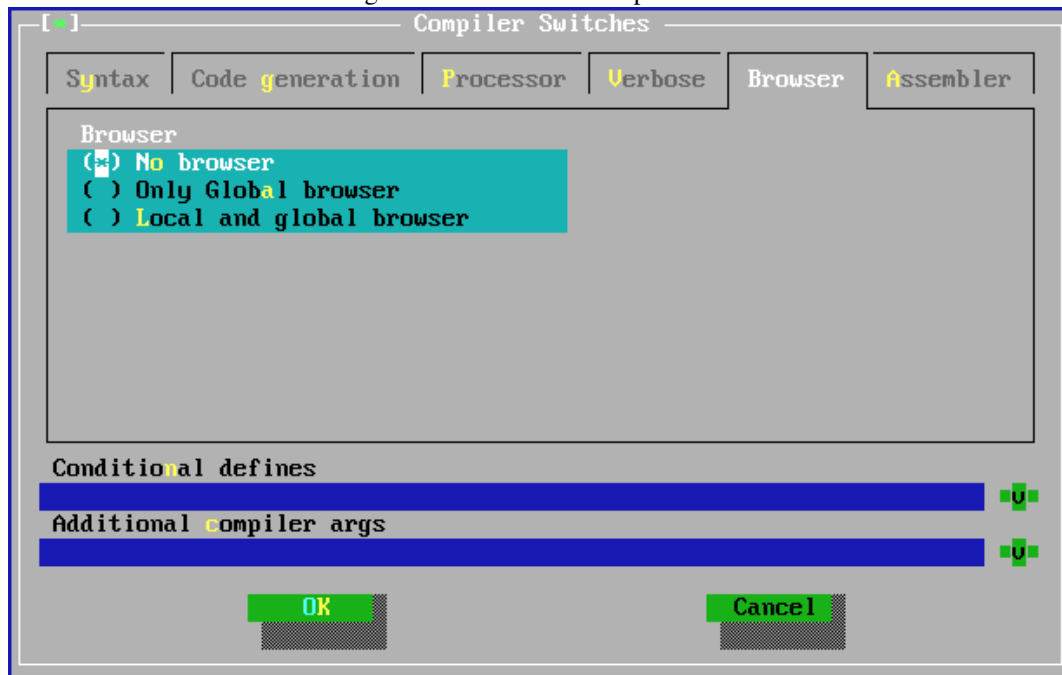 [*] Compiler Switches
Syntax Code generation Processor Verbose Browser Assembler
Browser
(*) No browser
( ) Only Global browser
( ) Local and global browser
Conditional defines
Additional compiler args
OK Cancel